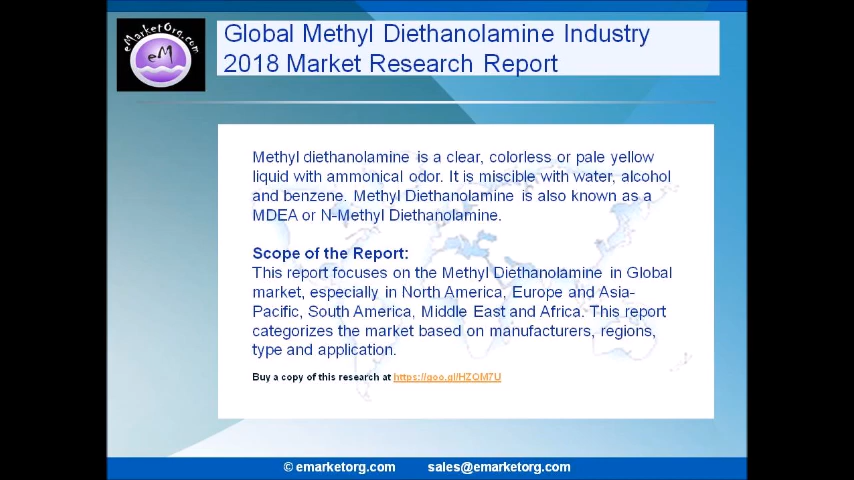 eMarketOrg.com
eM
Global Methyl Diethanolamine Industry
2018 Market Research Report
Methyl diethanolamine is a clear, colorless or pale yellow
liquid with ammonical odor. It is miscible with water, alcohol
and benzene. Methyl Diethanolamine is also known as a
MDEA or N-Methyl Diethanolamine.
Scope of the Report:
This report focuses on the Methyl Diethanolamine in Global
market, especially in North America, Europe and Asia-
Pacific, South America, Middle East and Africa. This report
categorizes the market based on manufacturers, regions,
type and application.
Buy a copy of this research at https://goo.gl/HZOM7U
© emarketorg.com sales@emarketorg.com